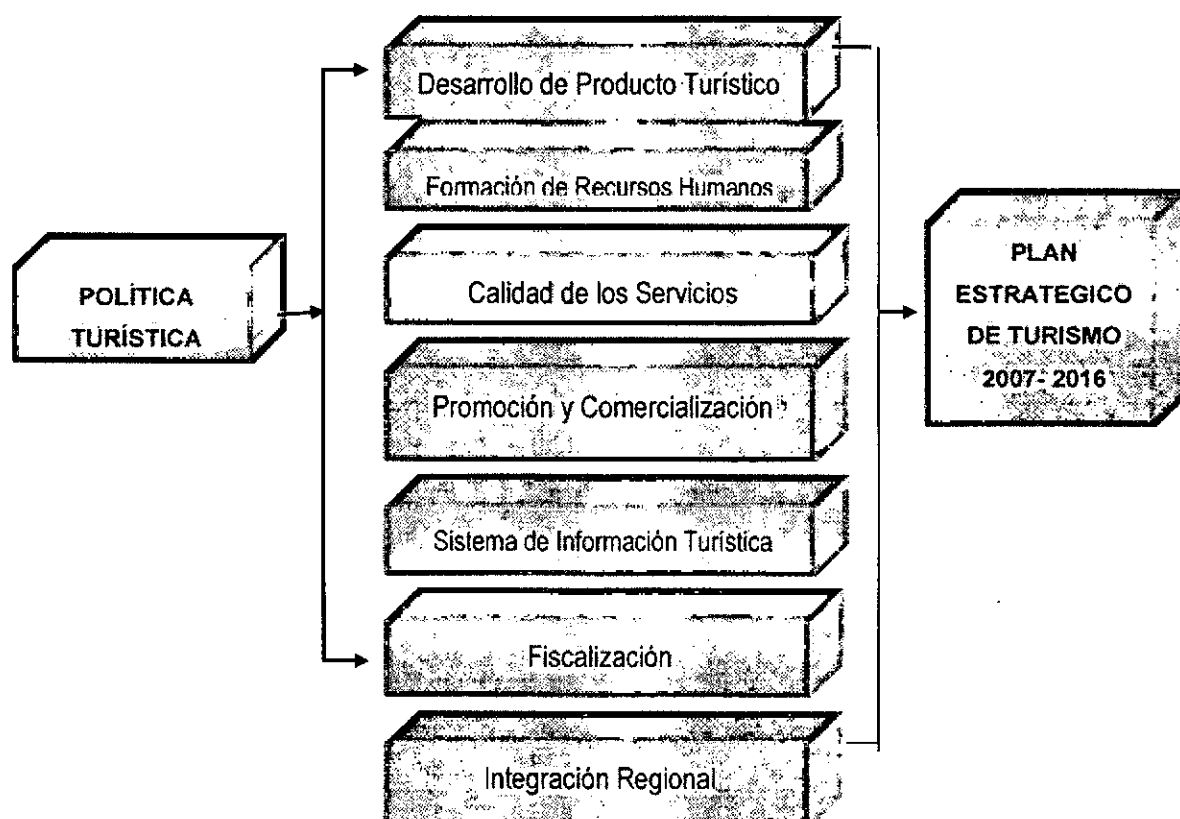 POLÍTICA
TURÍSTICA
Desarrollo de Producto Turístico
Formación de Recursos Humanos
Calidad de los Servicios
Promoción y Comercialización
Sistema de Información Turística
Fiscalización
Integración Regional
PLAN
ESTRATEGICO
DE TURISMO
2007- 2016